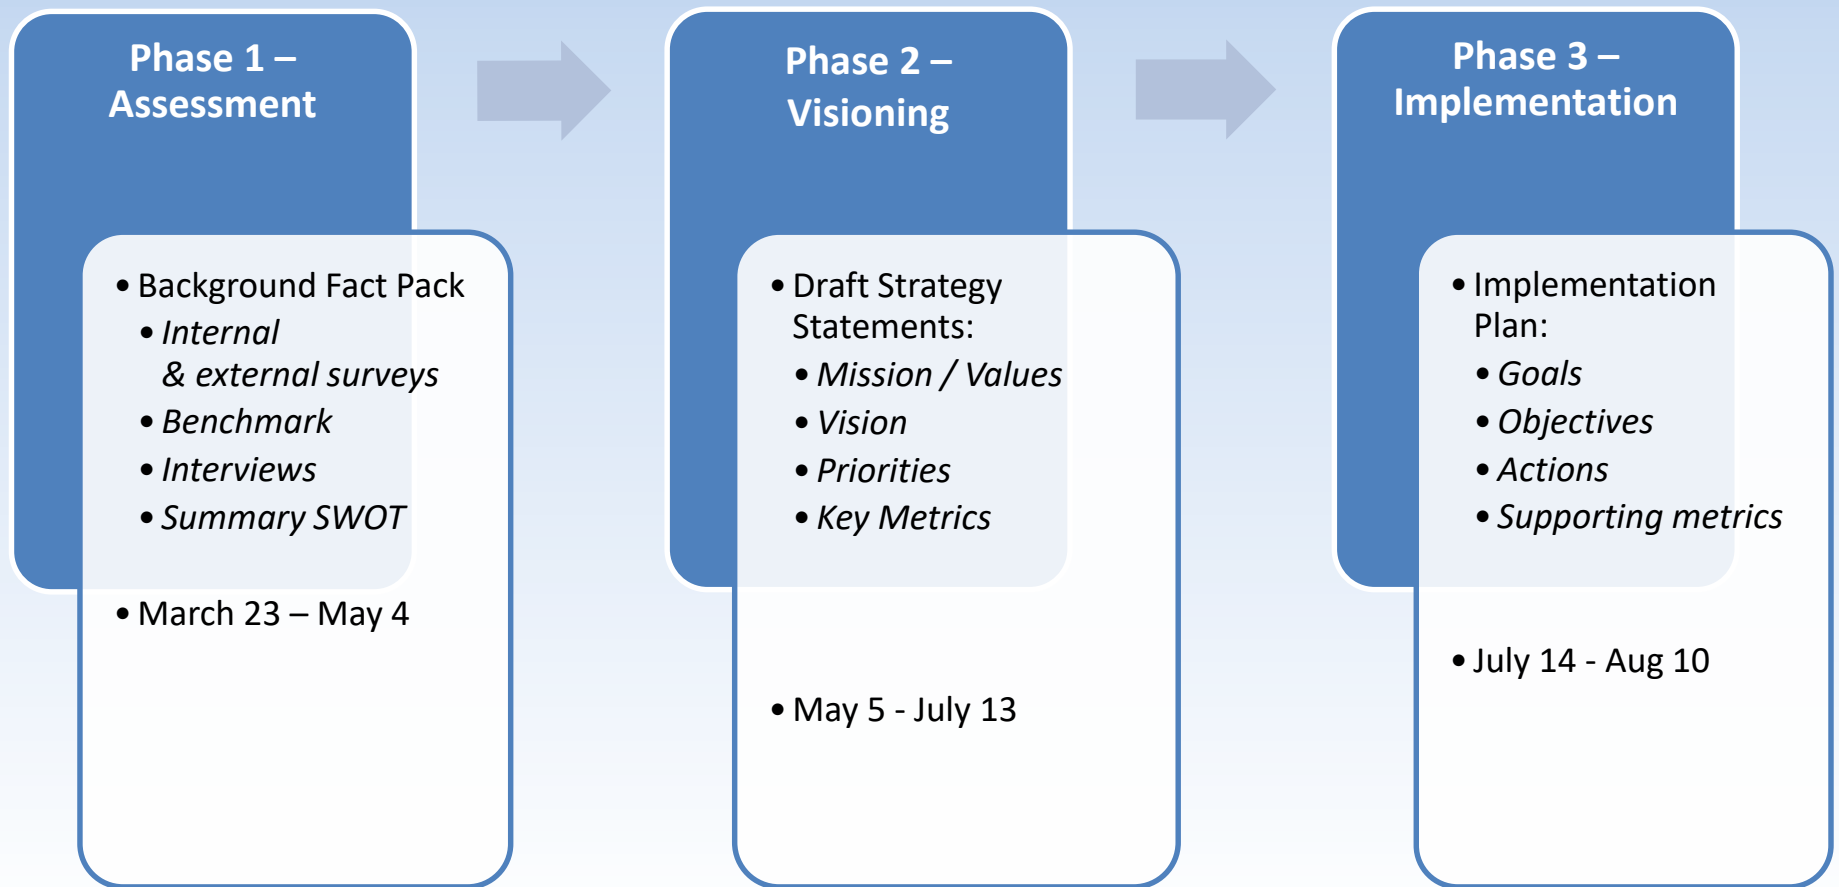 Phase 1 –
Assessment
• Background Fact Pack
• Internal
& external surveys
• Benchmark
• Interviews
• Summary SWOT
• March 23 – May 4
Phase 2 –
Visioning
• Draft Strategy
Statements:
• Mission / Values
• Vision
• Priorities
• Key Metrics
• May 5 - July 13
Phase 3 –
Implementation
• Implementation
Plan:
• Goals
• Objectives
• Actions
• Supporting metrics
• July 14 - Aug 10